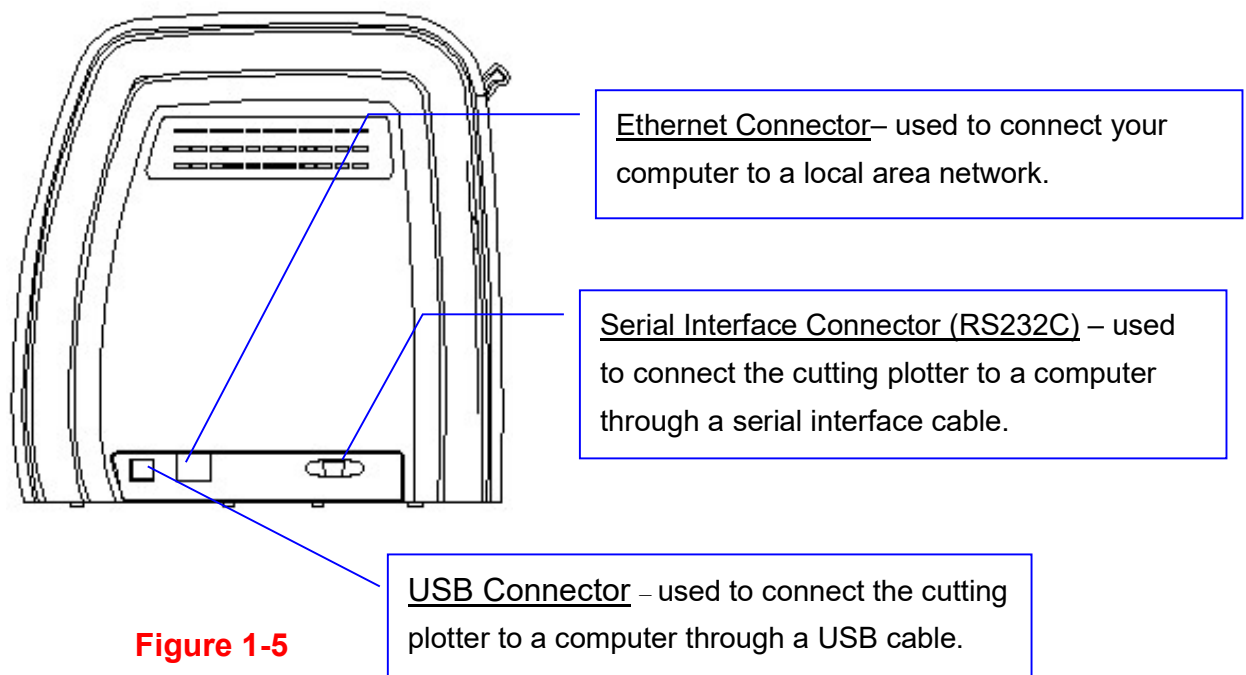 Ethernet Connector– used to connect your
computer to a local area network.
Serial Interface Connector (RS232C) – used
to connect the cutting plotter to a computer
through a serial interface cable.
USB Connector – used to connect the cutting
plotter to a computer through a USB cable.
Figure 1-5